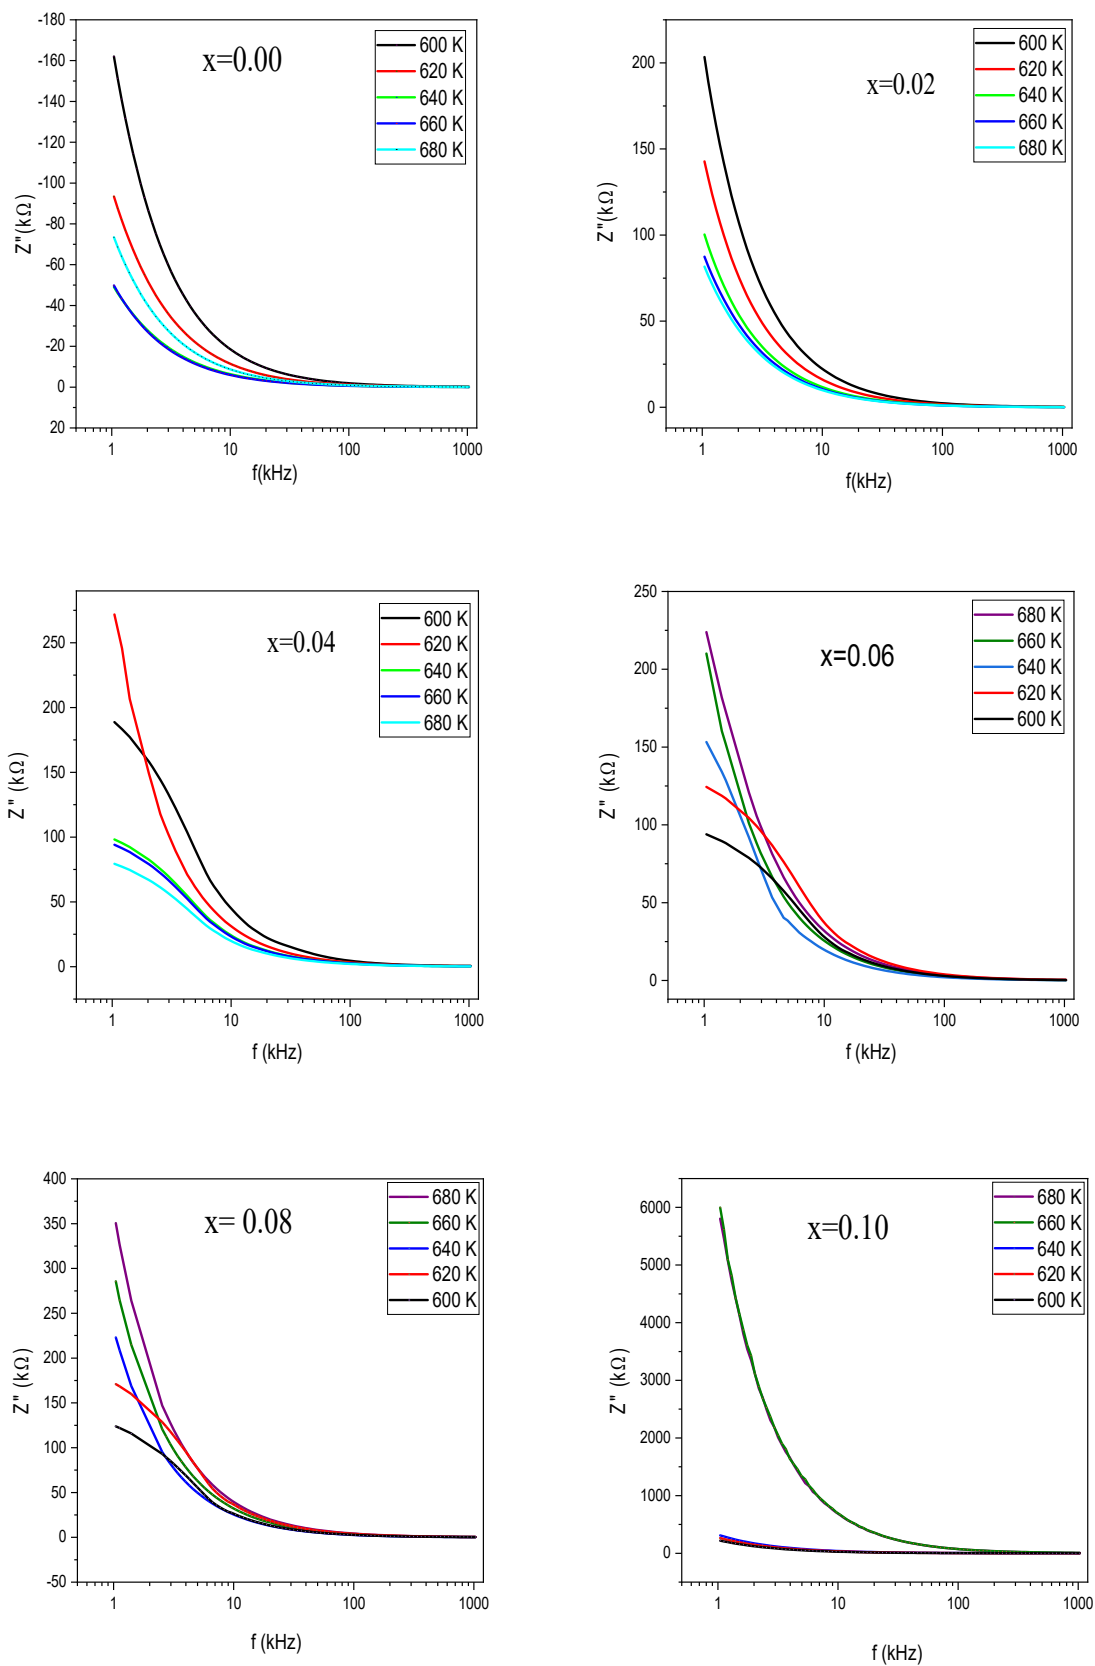 -180
-160
-140
-120
-100
-80
-60
-40
-20
0
20
Z"(kΩ)
x=0.00
600 K
620 K
640 K
660 K
680 K
1 10 100 1000
f(kHz)
200
150
100
50
0
Z"(kΩ)
x=0.02
600 K
620 K
640 K
660 K
680 K
1 10 100 1000
f(kHz)
250
200
150
100
50
0
Z" (kΩ)
x=0.04
600 K
620 K
640 K
660 K
680 K
1 10 100 1000
f (kHz)
250
200
150
100
50
0
Z" (kΩ)
x=0.06
680 K
660 K
640 K
620 K
600 K
1 10 100 1000
f (kHz)
400
350
300
250
200
150
100
50
0
-50
Z" (kΩ)
x= 0.08
680 K
660 K
640 K
620 K
600 K
1 10 100 1000
f (kHz)
6000
5000
4000
3000
2000
1000
0
Z" (kΩ)
x=0.10
680 K
660 K
640 K
620 K
600 K
1 10 100 1000
f (kHz)